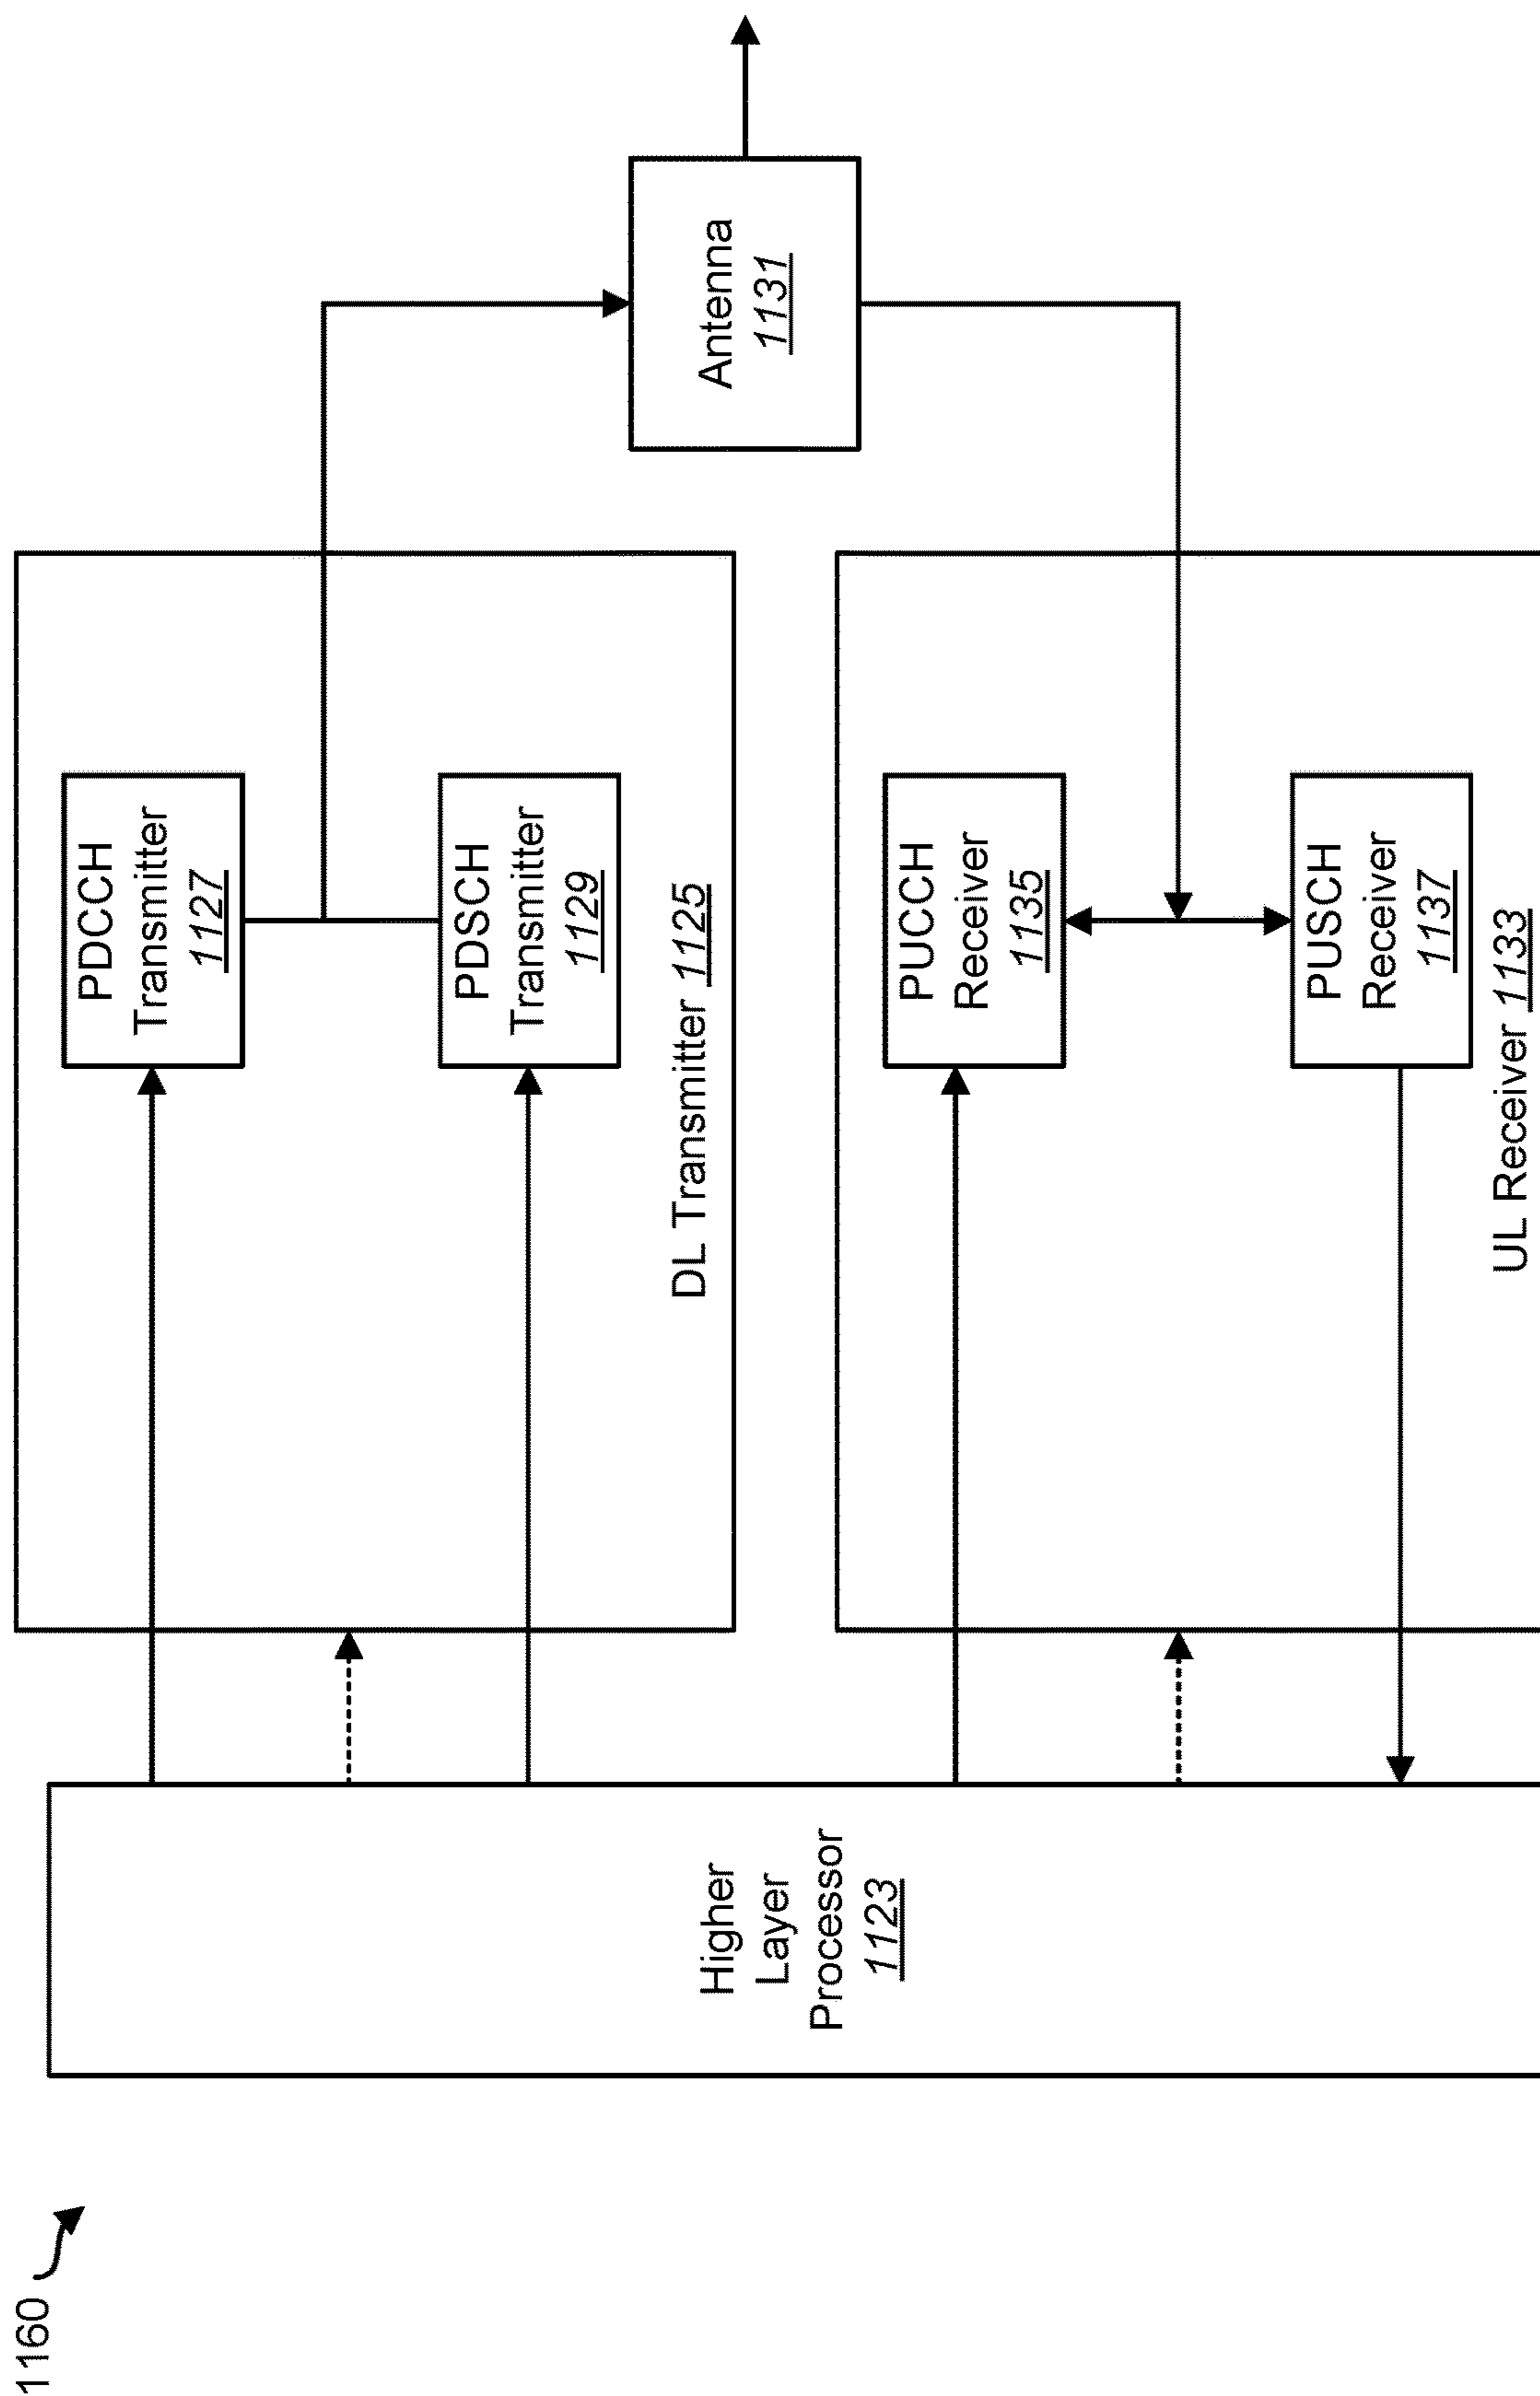 1160
Higher
Layer
Processor
1123
PDCCH
Transmitter
1127
PDSCH
Transmitter
1129
DL Transmitter 1125
PUCCH
Receiver
1135
PUSCH
Receiver
1137
UL Receiver 1133
Antenna
1131